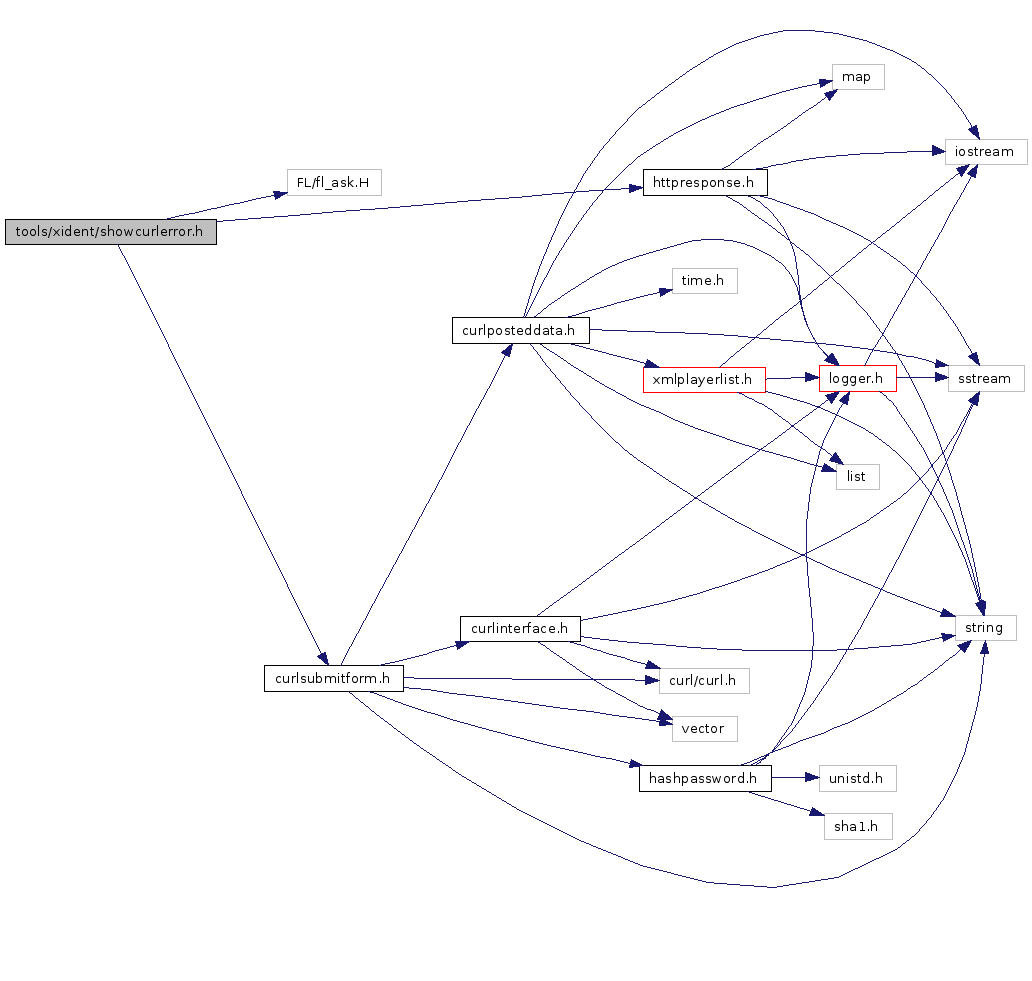 map
iostream
FL/fl_ask.H
httpresponse.h
tools/xident/showcurlerror.h
time.h
curlposteddata.h
xmlplayerlist.h
logger.h
sstream
list
curlinterface.h
string
curlsubmitform.h
curl/curl.h
vector
hashpassword.h
unistd.h
sha1.h